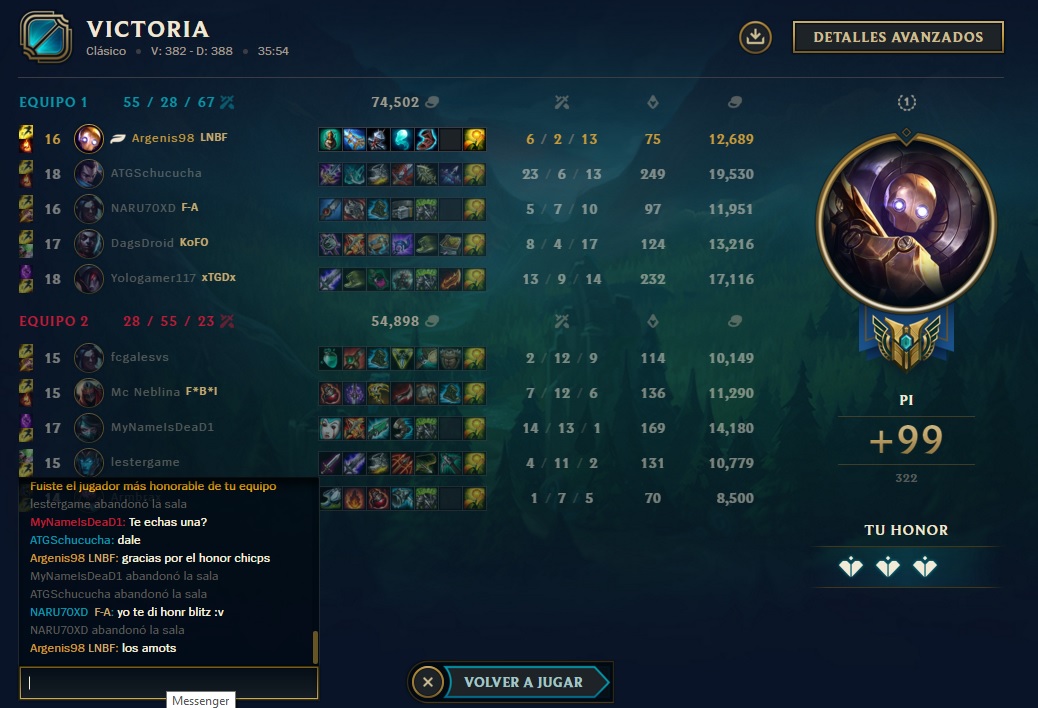 VICTORIA
Clásico • V: 382 - D: 388 • 35:54
DETALLES AVANZADOS
EQUIPO 1 55 / 28 / 67 74,502
16 Argenis98 LNBF 6 / 2 / 13 75 12,689
18 ATGSchucucha 23 / 6 / 13 249 19,530
16 NARU70XD F-A 5 / 7 / 10 97 11,951
17 DagsDroid KoFO 8 / 4 / 17 124 13,216
18 Yologamer117 xTGDx 13 / 9 / 14 232 17,116
EQUIPO 2 28 / 55 / 23 54,898
15 fcgalesvs 2 / 12 / 9 114 10,149
15 Mc Neblina F*B*I 7 / 12 / 6 136 11,290
17 MyNameIsDeaD1 14 / 13 / 1 169 14,180
15 lestergame 4 / 11 / 2 131 10,779
14 1 / 7 / 5 70 8,500
Fuiste el jugador más honorable de tu equipo
lestergame abandonó la sala
MyNameIsDeaD1: Te echas una?
ATGSchucucha: dale
Argenis98 LNBF: gracias por el honor chicps
MyNameIsDeaD1 abandonó la sala
ATGSchucucha abandonó la sala
NARU70XD F-A: yo te di honr blitz :v
NARU70XD abandonó la sala
Argenis98 LNBF: los amots
Messenger
VOLVER A JUGAR
1
PI
+99
322
TU HONOR